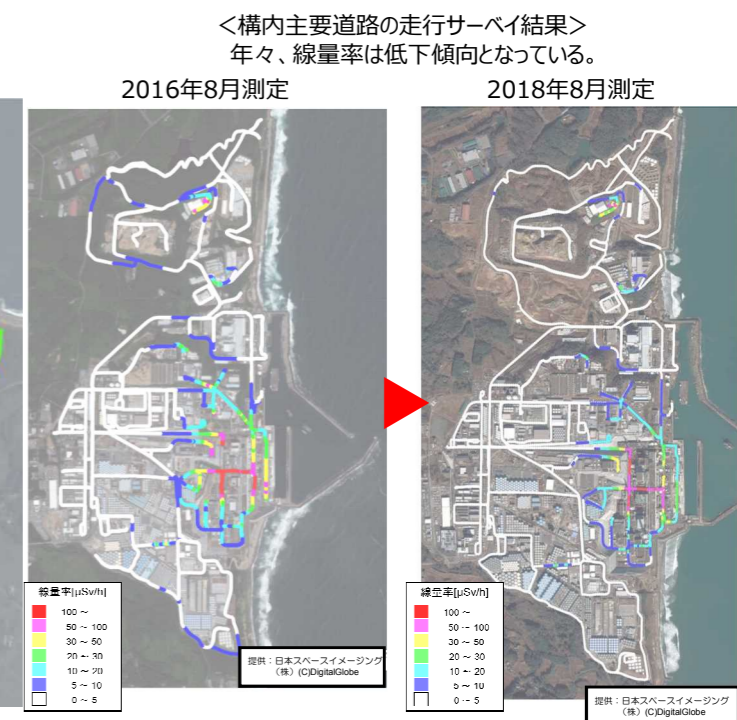 ＜構内主要道路の走行サーベイ結果＞
年々、線量率は低下傾向となっている。
2016年8月測定
2018年8月測定
線量率[μSv/h]
100 ～
50 ～ 100
30 ～ 50
20 ～ 30
10 ～ 20
5 ～ 10
0 ～ 5
提供：日本スペースイメージング
（株）(C)DigitalGlobe
線量率[μSv/h]
100 ～
50 ～ 100
30 ～ 50
20 ～ 30
10 ～ 20
5 ～ 10
0 ～ 5
提供：日本スペースイメージング
（株）(C)DigitalGlobe